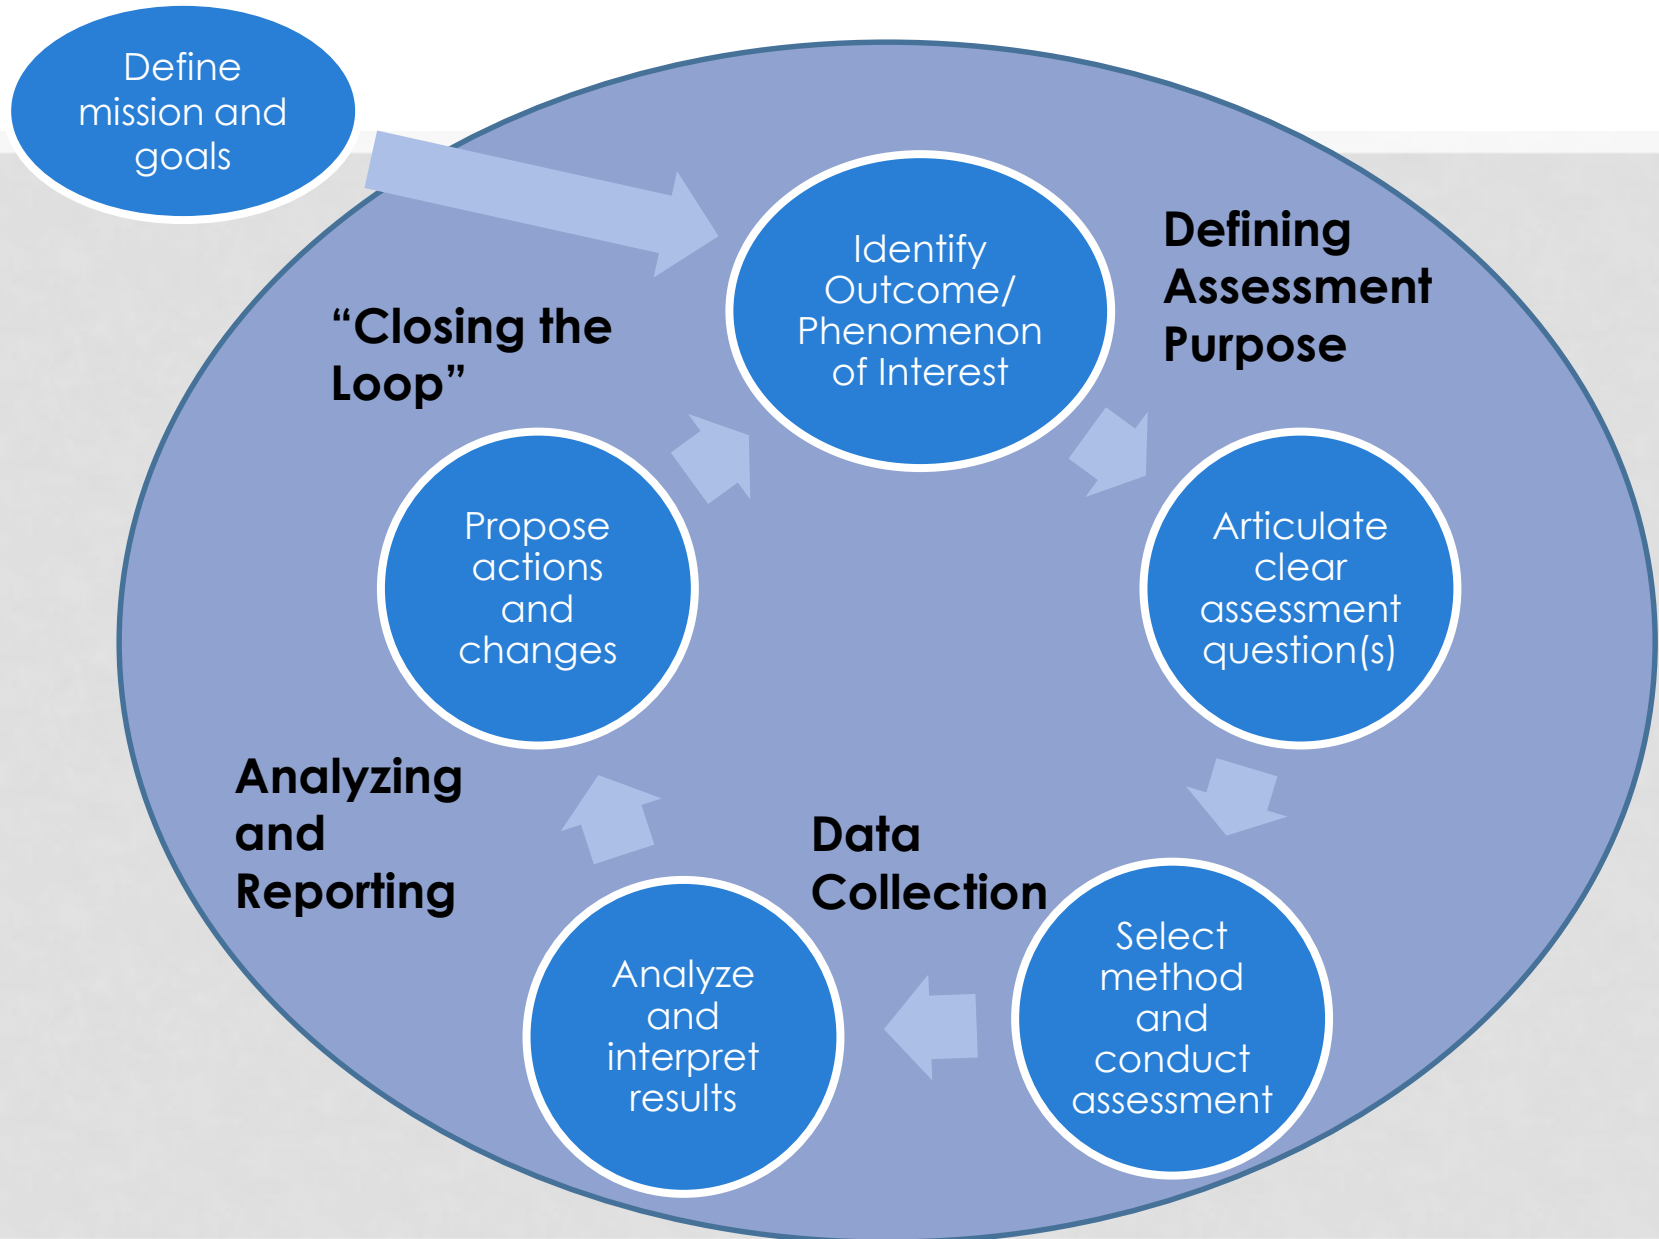 Define
mission and
goals
Identify
Outcome/
Phenomenon
of Interest
Defining
Assessment
Purpose
“Closing the
Loop”
Propose
actions
and
changes
Articulate
clear
assessment
question(s)
Analyzing
and
Reporting
Data
Collection
Select
method
and
conduct
assessment
Analyze
and
interpret
results